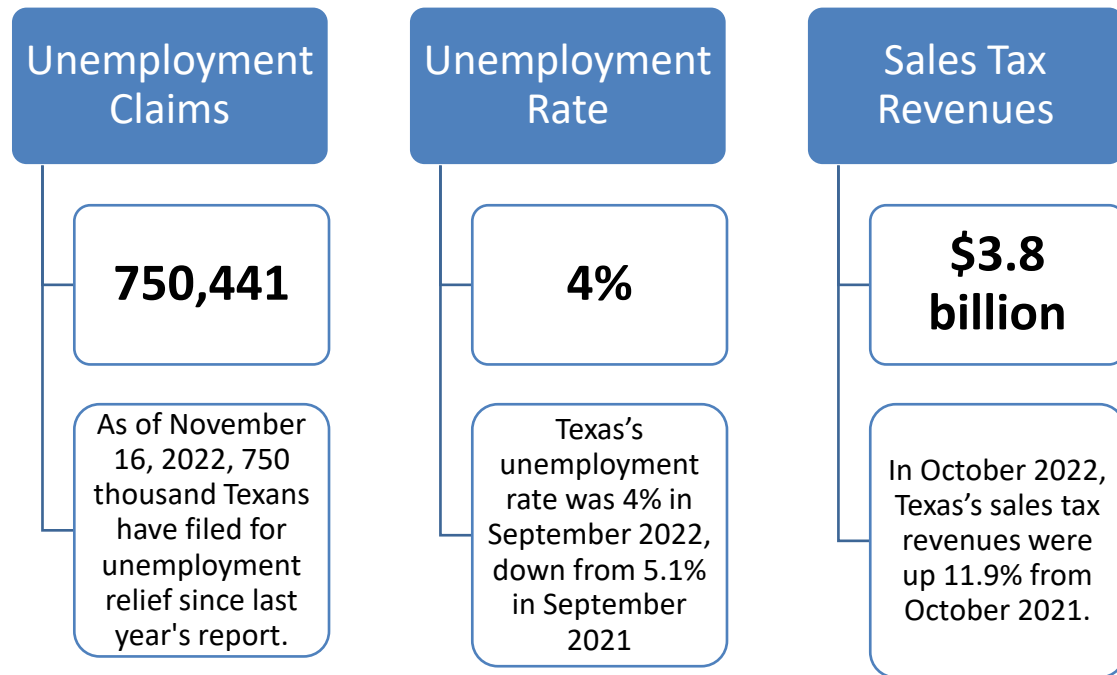 Unemployment
Claims
750,441
As of November
16, 2022, 750
thousand Texans
have filed for
unemployment
relief since last
year's report.
Unemployment
Rate
4%
Texas’s
unemployment
rate was 4% in
September 2022,
down from 5.1%
in September
2021
Sales Tax
Revenues
$3.8
billion
In October 2022,
Texas’s sales tax
revenues were
up 11.9% from
October 2021.